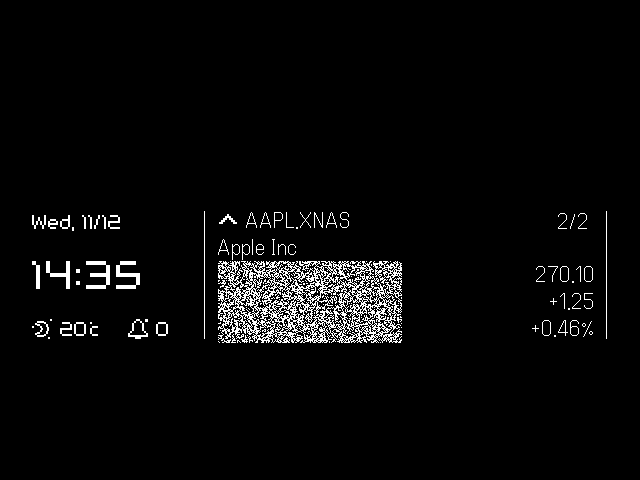 Wed, 11/12
14:35
20c
0
AAPL.XNAS
2/2
Apple Inc
270.10
+1.25
+0.46%